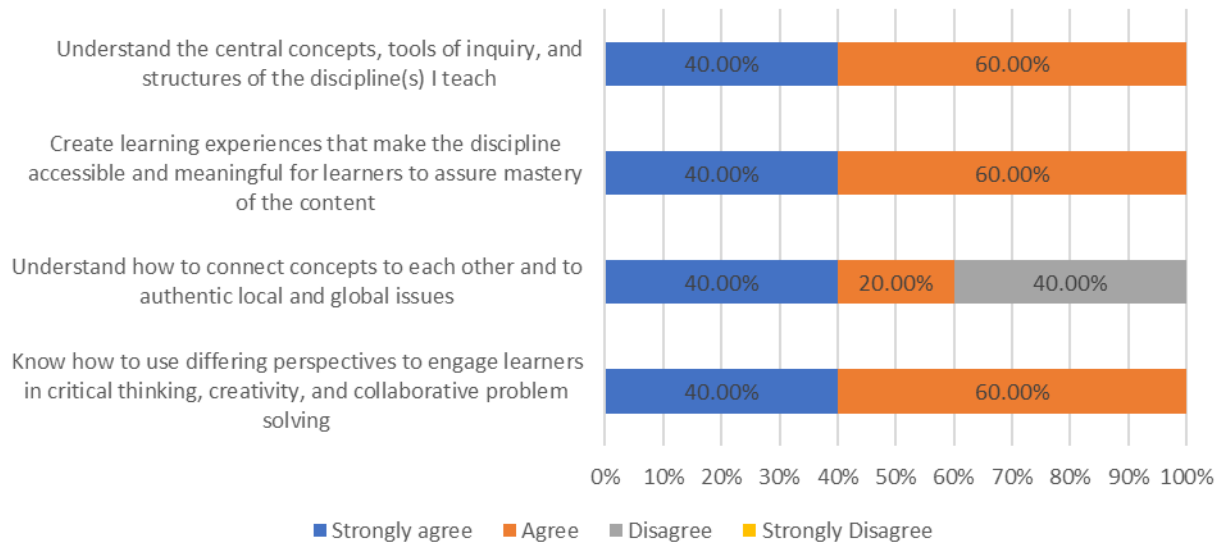 Understand the central concepts, tools of inquiry, and
structures of the discipline(s) I teach
40.00% 60.00%
Create learning experiences that make the discipline
accessible and meaningful for learners to assure mastery
of the content
40.00% 60.00%
Understand how to connect concepts to each other and to
authentic local and global issues
40.00% 20.00% 40.00%
Know how to use differing perspectives to engage learners
in critical thinking, creativity, and collaborative problem
solving
40.00% 60.00%
0% 10% 20% 30% 40% 50% 60% 70% 80% 90% 100%
Strongly agree Agree Disagree Strongly Disagree